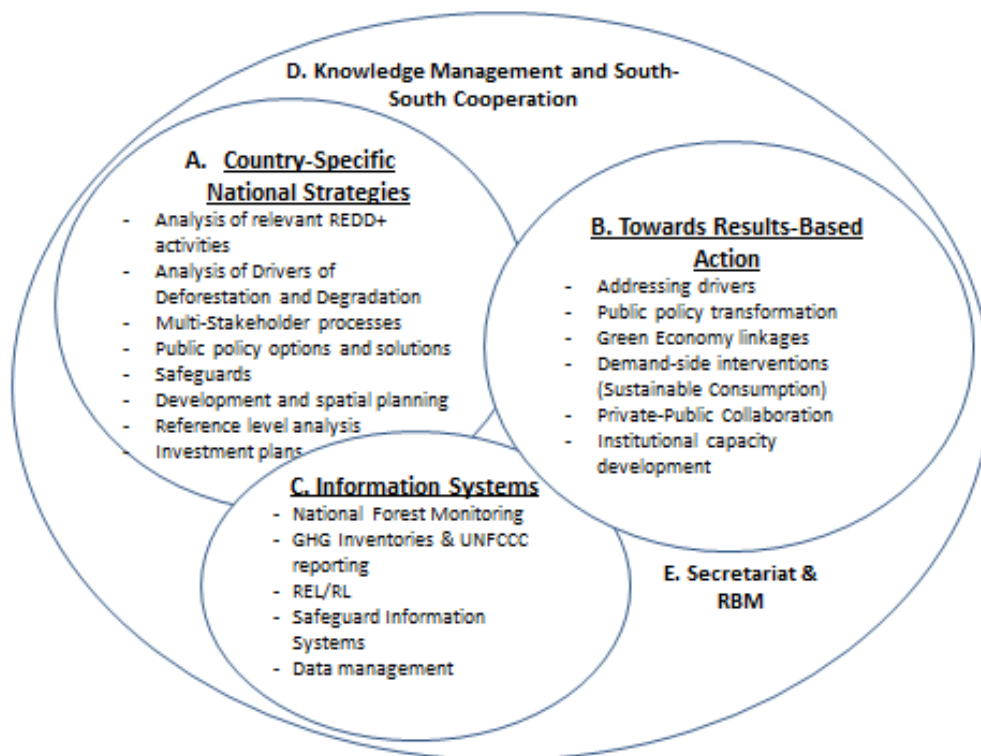 D. Knowledge Management and South-
South Cooperation
A. Country-Specific
National Strategies
- Analysis of relevant REDD+
activities
- Analysis of Drivers of
Deforestation and Degradation
- Multi-Stakeholder processes
- Public policy options and solutions
- Safeguards
- Development and spatial planning
- Reference level analysis
- Investment plans
B. Towards Results-Based
Action
- Addressing drivers
- Public policy transformation
- Green Economy linkages
- Demand-side interventions
(Sustainable Consumption)
- Private-Public Collaboration
- Institutional capacity
development
C. Information Systems
- National Forest Monitoring
- GHG Inventories & UNFCCC
reporting
- REL/RL
- Safeguard Information
Systems
- Data management
E. Secretariat &
RBM